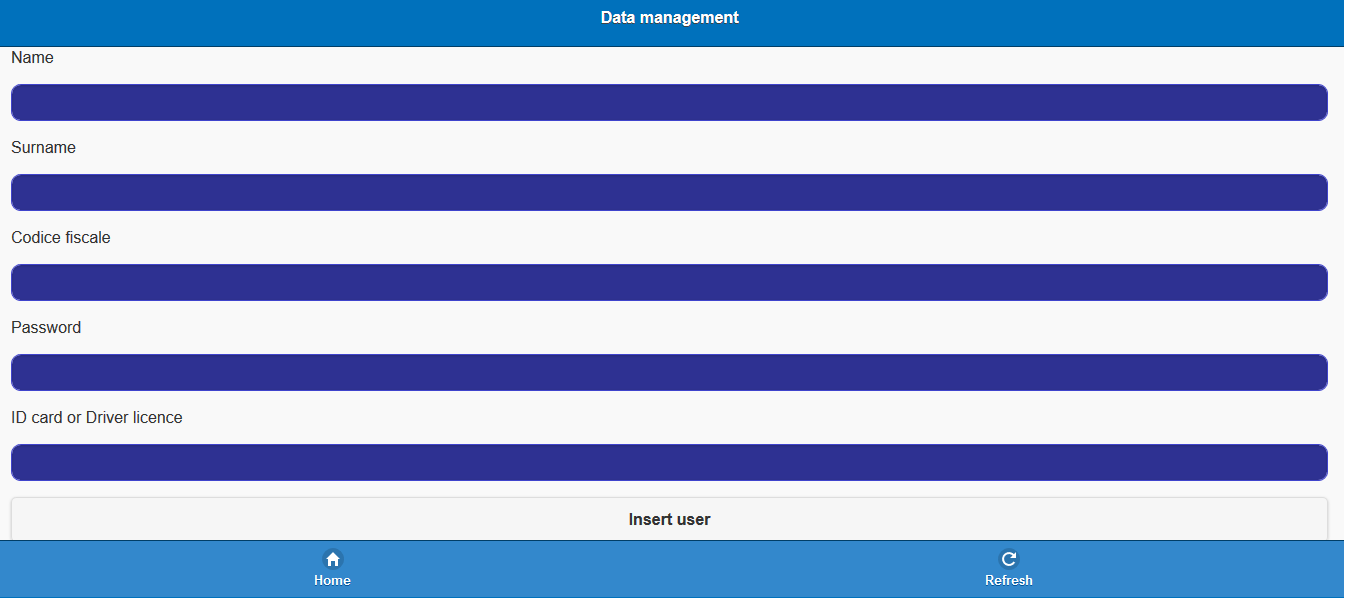 Data management
Name
Surname
Codice fiscale
Password
ID card or Driver licence
Insert user
Home
Refresh